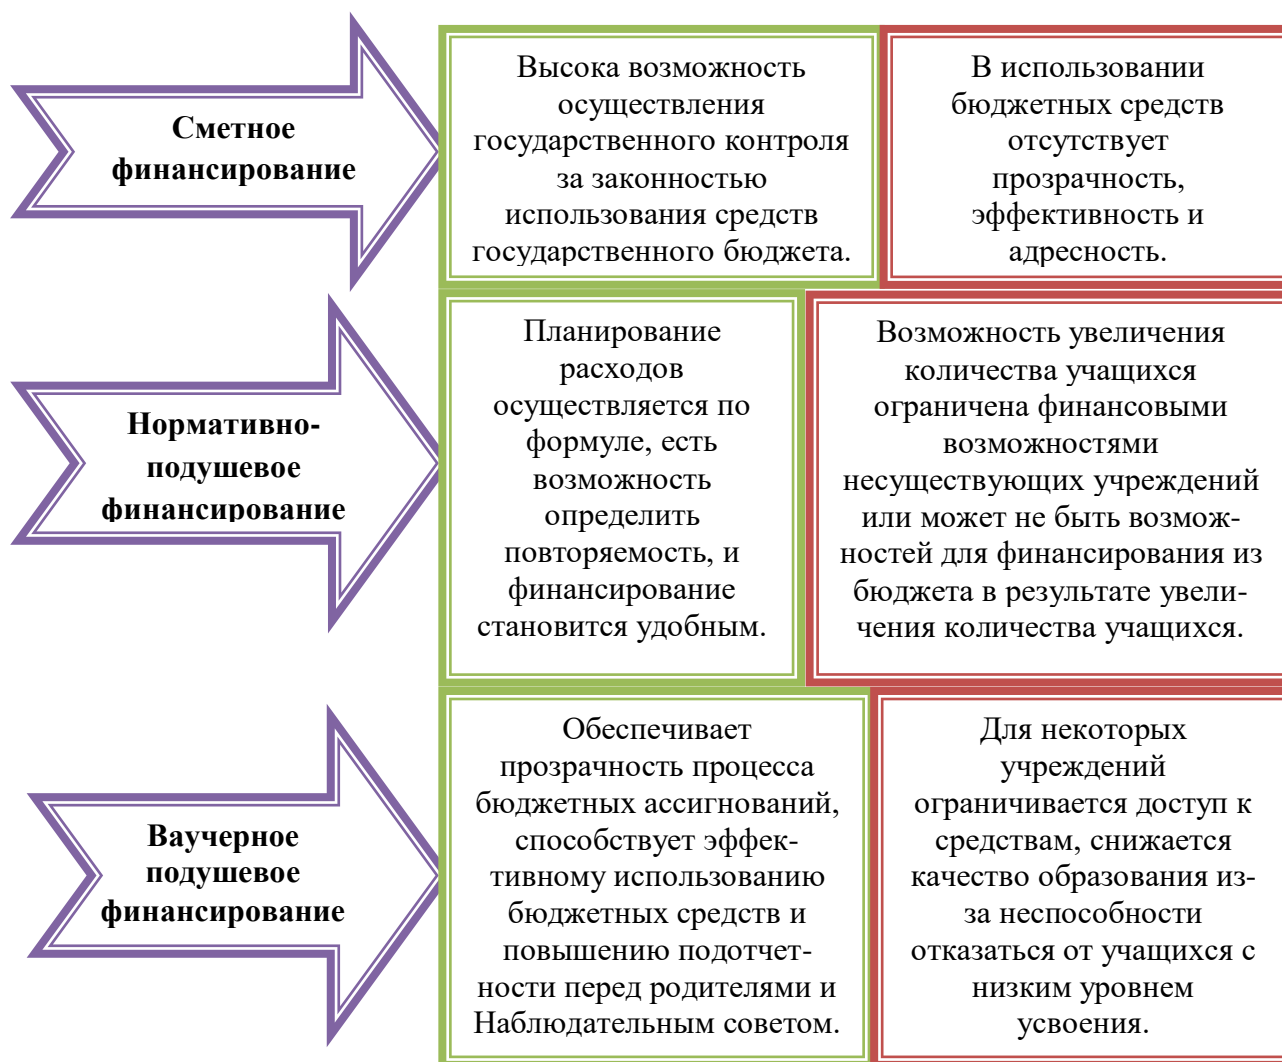 Сметное
финансирование
Высока возможность
осуществления
государственного контроля
за законностью
использования средств
государственного бюджета.
В использовании
бюджетных средств
отсутствует
прозрачность,
эффективность и
адресность.
Нормативно-
подушевое
финансирование
Планирование
расходов
осуществляется по
формуле, есть
возможность
определить
повторяемость, и
финансирование
становится удобным.
Возможность увеличения
количества учащихся
ограничена финансовыми
возможностями
несуществующих учреждений
или может не быть возмож-
ностей для финансирования из
бюджета в результате увели-
чения количества учащихся.
Ваучерное
подушевое
финансирование
Обеспечивает
прозрачность процесса
бюджетных ассигнований,
способствует эффек-
тивному использованию
бюджетных средств и
повышению подотчет-
ности перед родителями и
Наблюдательным советом.
Для некоторых
учреждений
ограничивается доступ к
средствам, снижается
качество образования из-
за неспособности
отказаться от учащихся с
низким уровнем
усвоения.